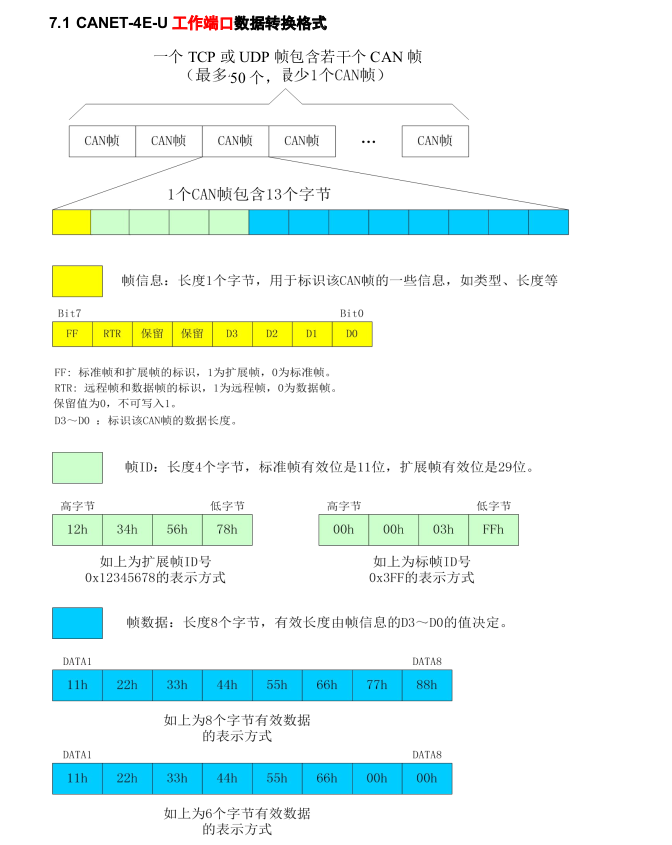 7.1 CANET-4E-U 工作端口数据转换格式
一个 TCP 或 UDP 帧包含若干个 CAN 帧
（最多50 个，最少1个CAN帧）
CAN帧 CAN帧 CAN帧 CAN帧 … CAN帧
1个CAN帧包含13个字节
帧信息：长度1个字节，用于标识该CAN帧的一些信息，如类型、长度等
Bit7 Bit0
FF RTR 保留 保留 D3 D2 D1 D0
FF: 标准帧和扩展帧的标识，1为扩展帧，0为标准帧。
RTR: 远程帧和数据帧的标识，1为远程帧，0为数据帧。
保留值为0，不可写入1。
D3～D0 ：标识该CAN帧的数据长度。
帧ID：长度4个字节，标准帧有效位是11位，扩展帧有效位是29位。
高字节 低字节 高字节 低字节
12h 34h 56h 78h 00h 00h 03h FFh
如上为扩展帧ID号 如上为标帧ID号
0x12345678的表示方式 0x3FF的表示方式
帧数据：长度8个字节，有效长度由帧信息的D3～D0的值决定。
DATA1 DATA8
11h 22h 33h 44h 55h 66h 77h 88h
如上为8个字节有效数据
的表示方式
DATA1 DATA8
11h 22h 33h 44h 55h 66h 00h 00h
如上为6个字节有效数据
的表示方式